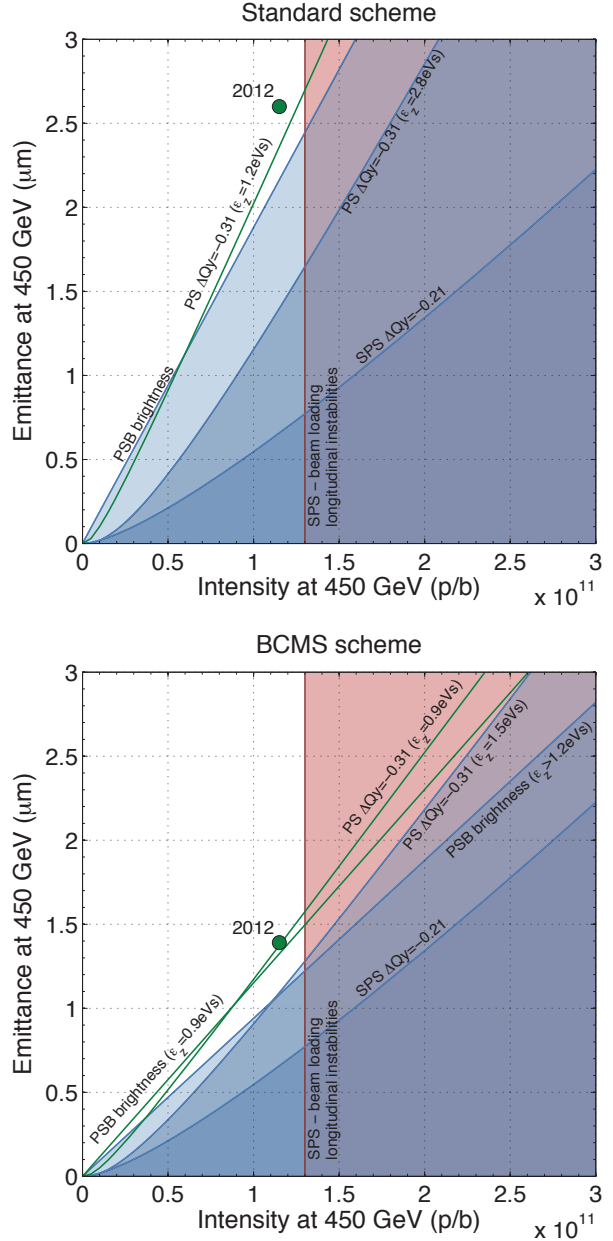 Standard scheme
Emittance at 450 GeV (μm)
3
2.5
2
1.5
1
0.5
0
2012
PS ΔQy=−0.31 (ε_z=1.2eVs)
PS ΔQy=−0.31 (ε_z=2.8eVs)
SPS ΔQy=−0.21
PSB brightness
SPS − beam loading
longitudinal instabilities
0 0.5 1 1.5 2 2.5 3
Intensity at 450 GeV (p/b)
x 10^11
BCMS scheme
Emittance at 450 GeV (μm)
3
2.5
2
1.5
1
0.5
0
PS ΔQy=−0.31 (ε_z=0.9eVs)
PS ΔQy=−0.31 (ε_z=1.5eVs)
PSB brightness (ε_z>1.2eVs)
2012
SPS ΔQy=−0.21
PSB brightness (ε_z=0.9eVs)
SPS − beam loading
longitudinal instabilities
0 0.5 1 1.5 2 2.5 3
Intensity at 450 GeV (p/b)
x 10^11